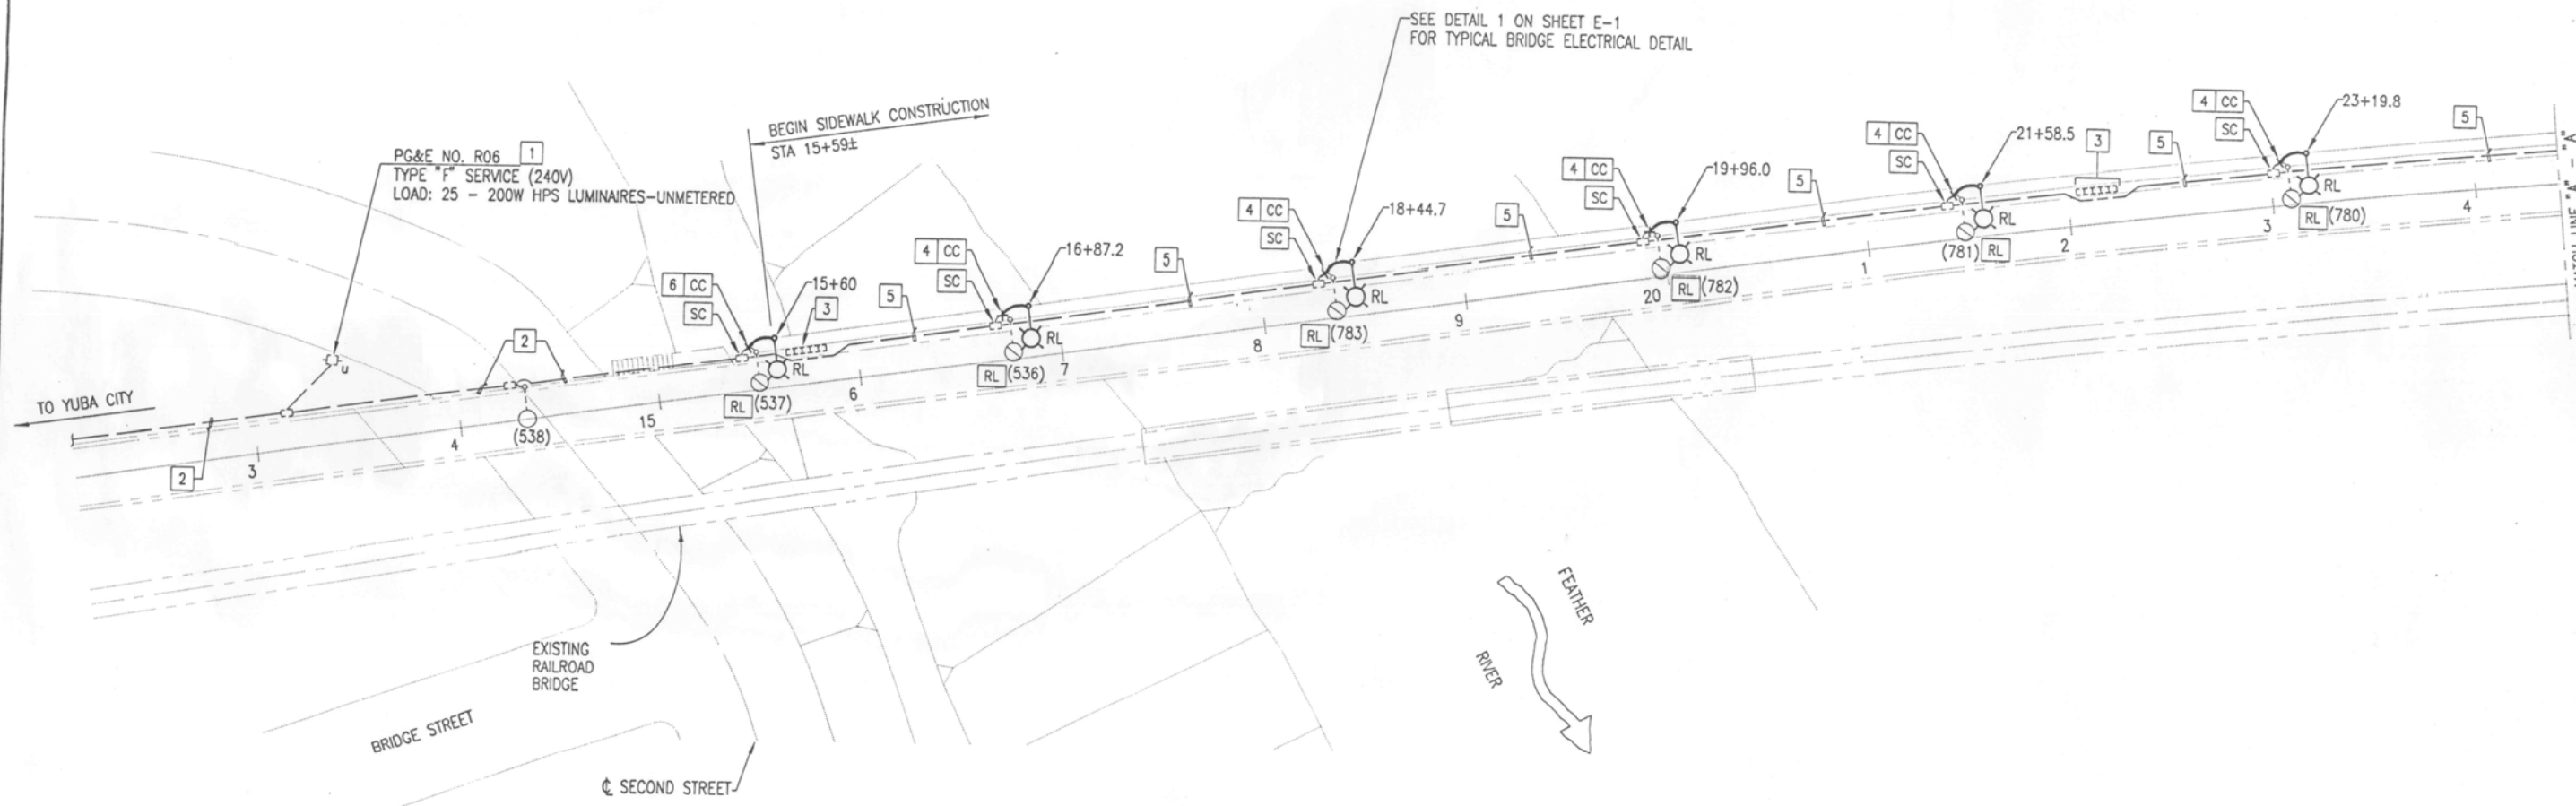 SEE DETAIL 1 ON SHEET E-1
FOR TYPICAL BRIDGE ELECTRICAL DETAIL
BEGIN SIDEWALK CONSTRUCTION
STA 15+59±
PG&E NO. R06 1
TYPE "F" SERVICE (240V)
LOAD: 25 - 200W HPS LUMINAIRES-UNMETERED
u
TO YUBA CITY
2
2
3
4
(538)
15
6 CC
SC
15+60
3
RL
RL (537)
5
6
4 CC
SC
16+87.2
RL
RL (536)
7
5
4 CC
SC
18+44.7
RL
RL (783)
8
9
5
4 CC
SC
19+96.0
RL
20
RL (782)
5
4 CC
SC
21+58.5
RL
(781) RL
1
2
3
5
4 CC
SC
23+19.8
RL
RL (780)
3
5
4
"A" - "A"
EXISTING
RAILROAD
BRIDGE
BRIDGE STREET
℄ SECOND STREET
FEATHER
RIVER